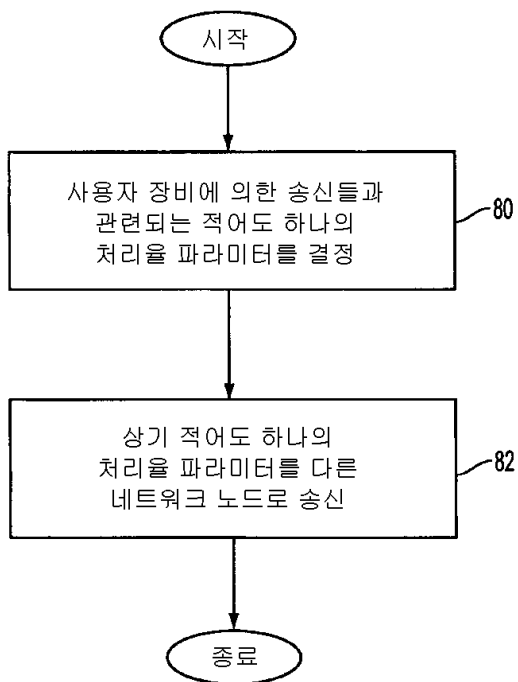 시작
사용자 장비에 의한 송신들과
관련되는 적어도 하나의
처리율 파라미터를 결정
80
상기 적어도 하나의
처리율 파라미터를 다른
네트워크 노드로 송신
82
종료